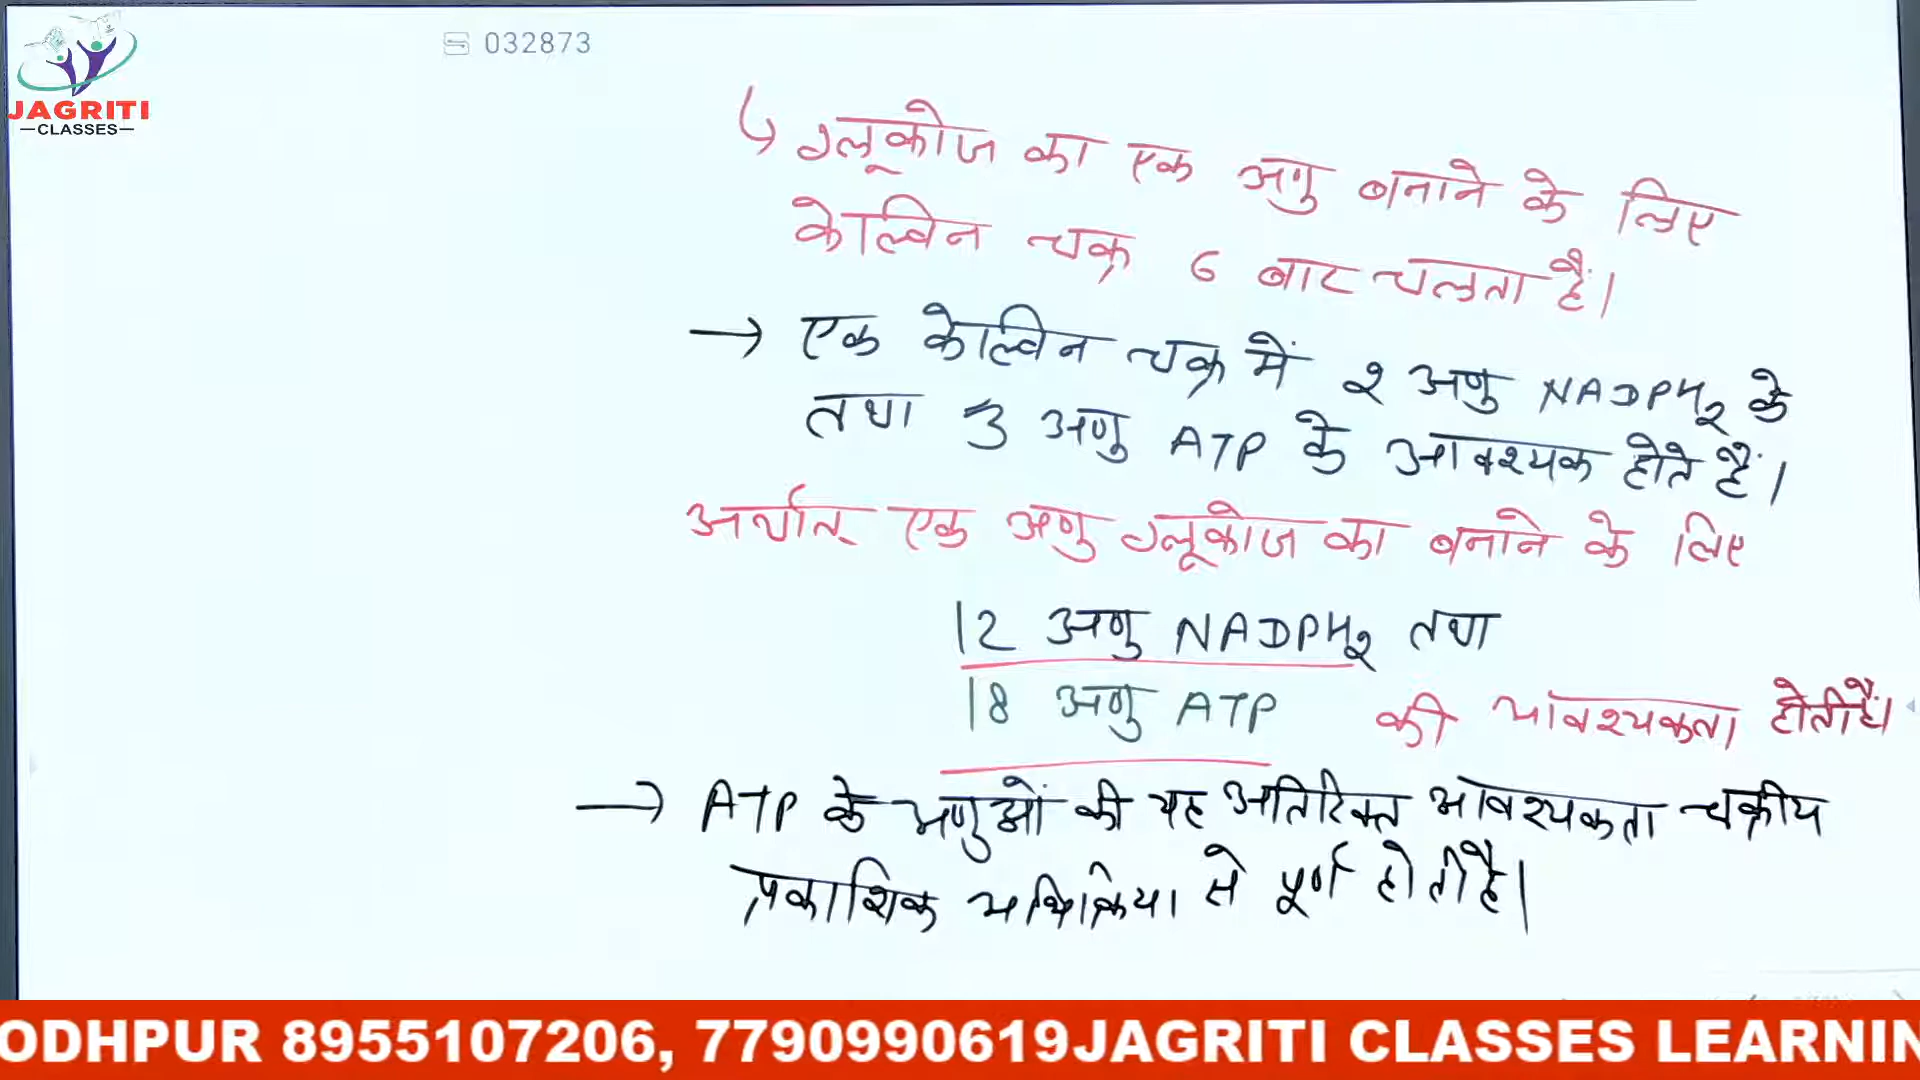 JAGRITI
CLASSES
032873
ग्लूकोज का एक अणु बनाने के लिए
केल्विन चक्र 6 बार चलता है।
→ एक केल्विन चक्र में 2 अणु NADPH2 के
तथा 3 अणु ATP के आवश्यक होते हैं।
अर्थात् एक अणु ग्लूकोज का बनाने के लिए
12 अणु NADPH2 तथा
18 अणु ATP की आवश्यकता होती है।
→ ATP के अणुओं की यह अतिरिक्त आवश्यकता चक्रीय
प्रकाशिक अभिक्रिया से पूर्ण होती है।
ODHPUR 8955107206, 7790990619JAGRITI CLASSES LEARNIN